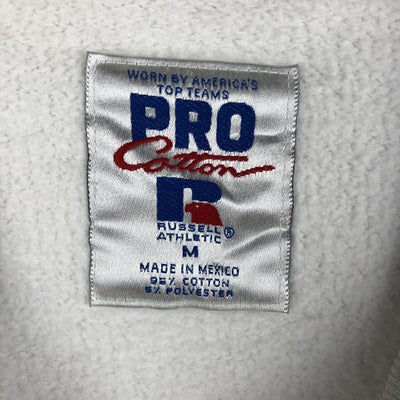 WORN BY AMERICA'S
TOP TEAMS
PRO
Cotton
R
RUSSELL
ATHLETIC ®
M
MADE IN MEXICO
95% COTTON
5% POLYESTER